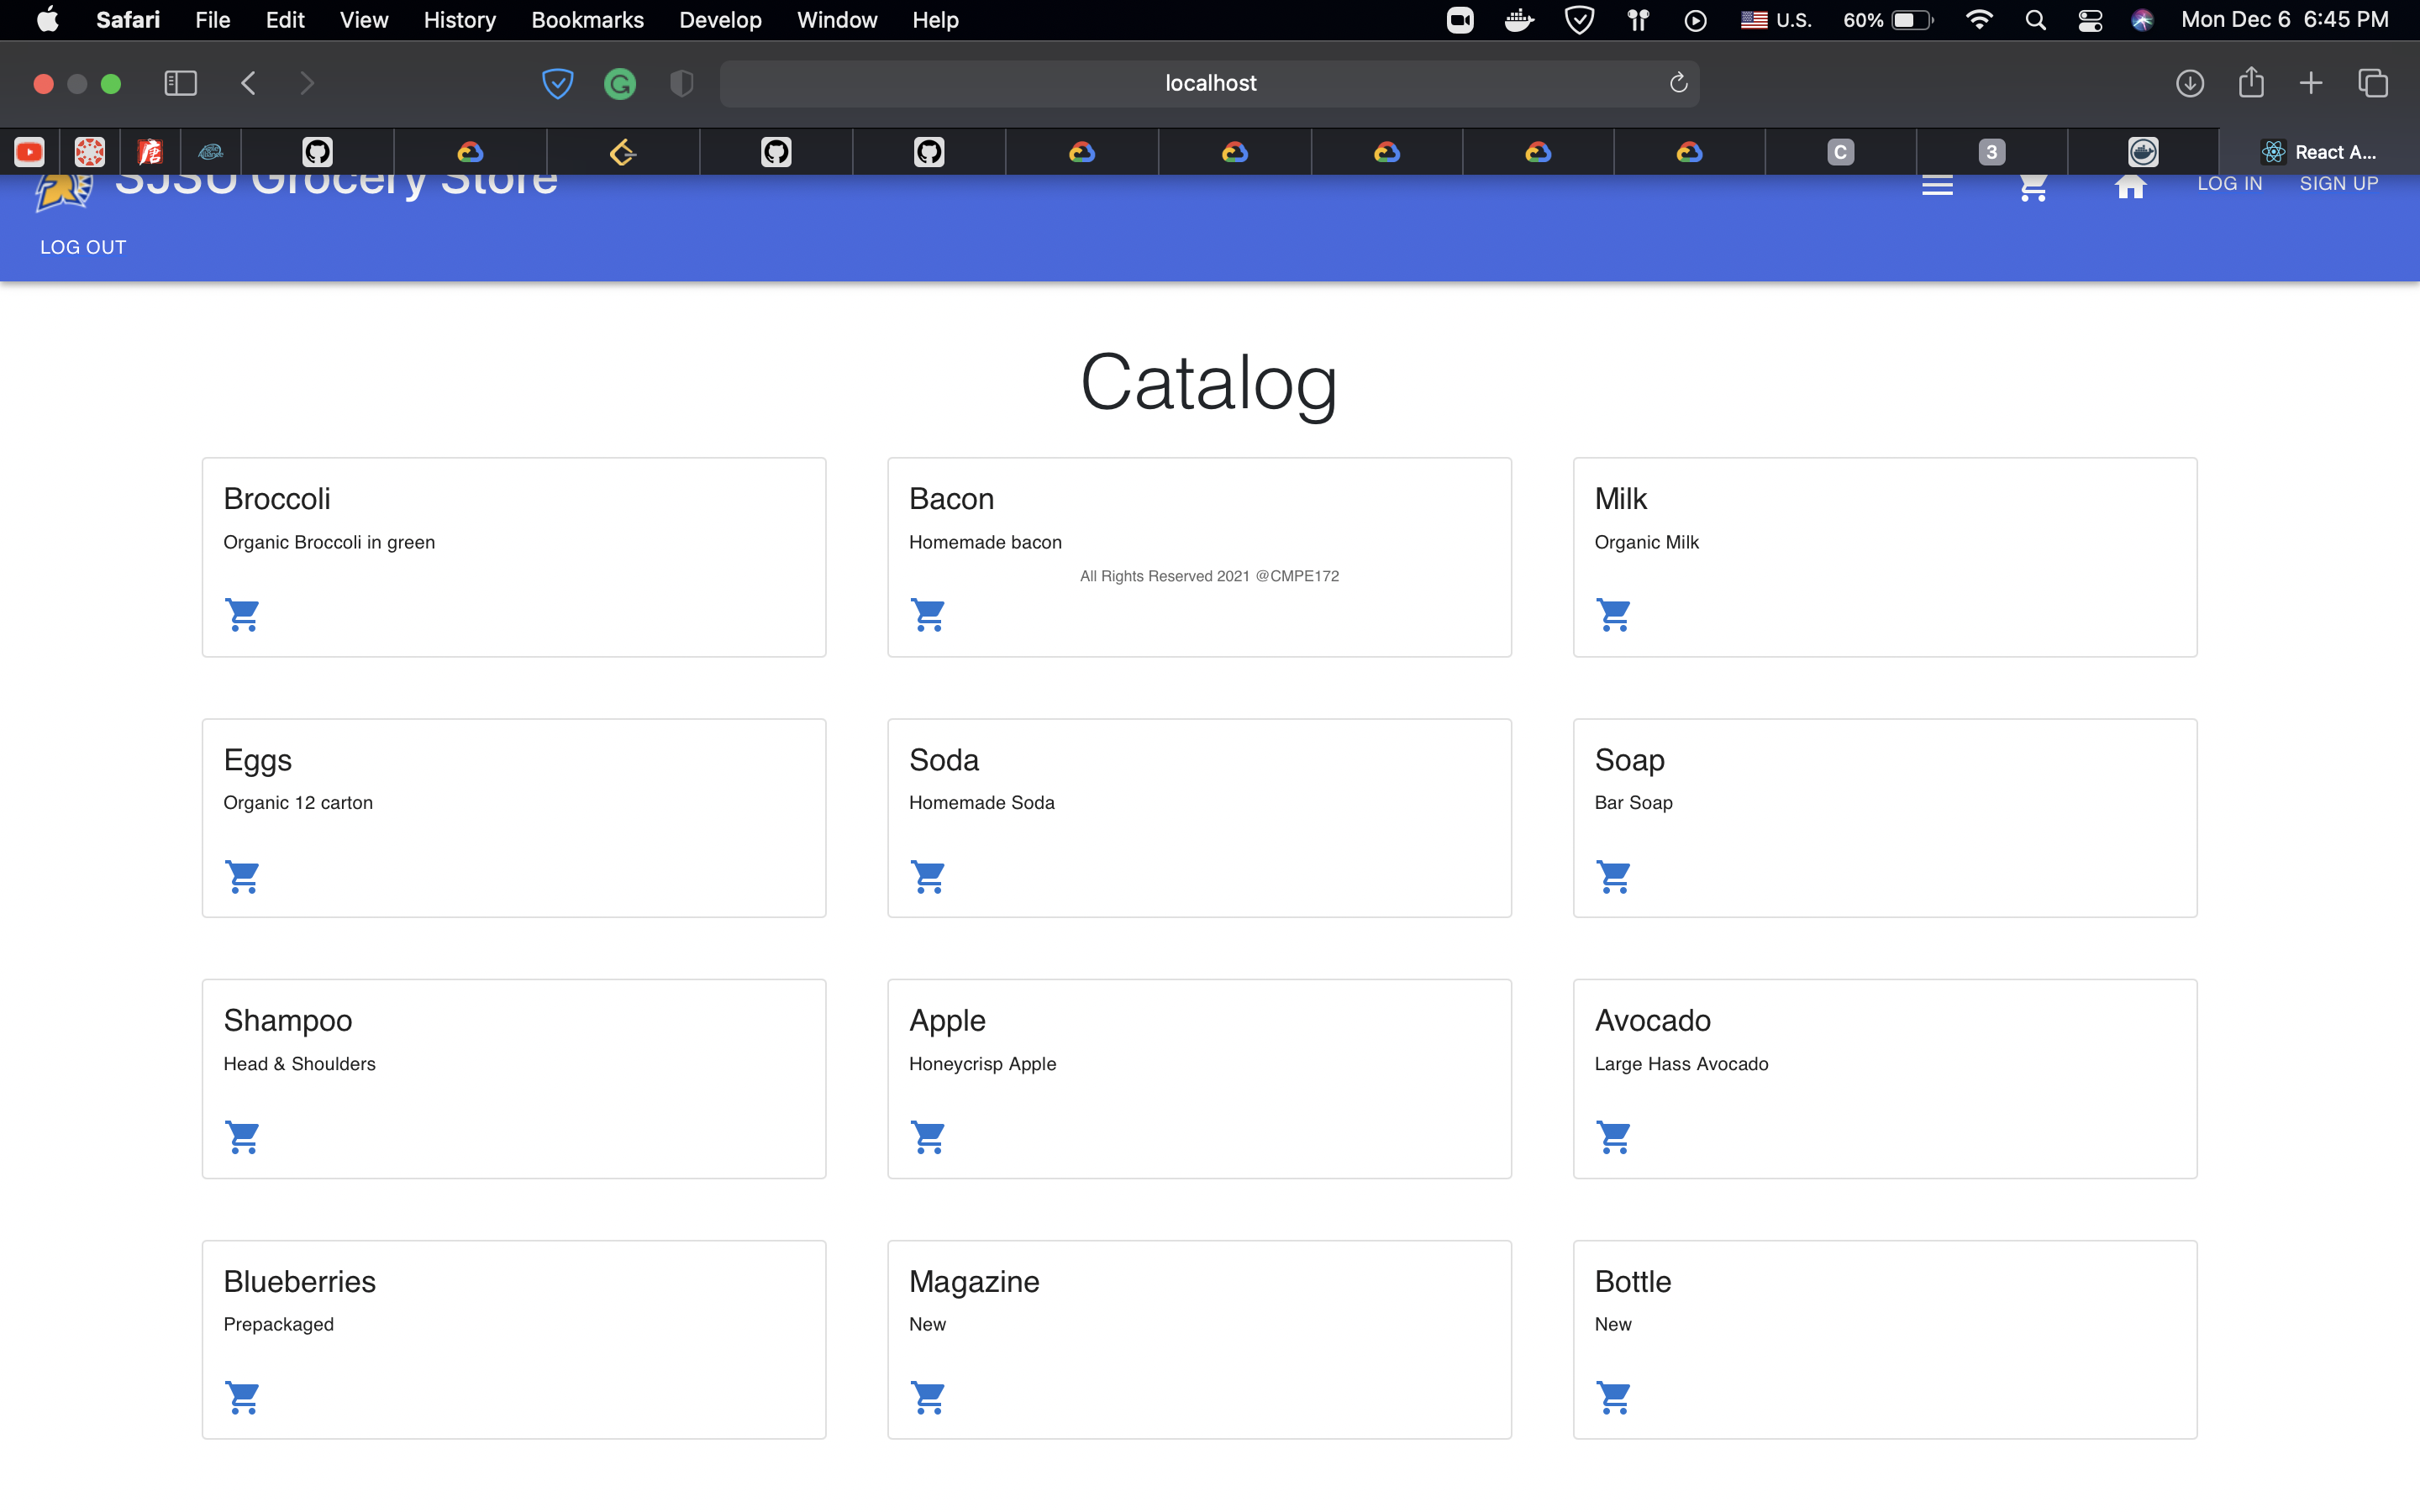 Safari File Edit View History Bookmarks Develop Window Help U.S. 60% Mon Dec 6 6:45 PM
localhost
C 3 React A...
SJSU Grocery Store LOG IN SIGN UP
LOG OUT
Catalog
Broccoli Bacon Milk
Organic Broccoli in green Homemade bacon Organic Milk
All Rights Reserved 2021 @CMPE172
Eggs Soda Soap
Organic 12 carton Homemade Soda Bar Soap
Shampoo Apple Avocado
Head & Shoulders Honeycrisp Apple Large Hass Avocado
Blueberries Magazine Bottle
Prepackaged New New